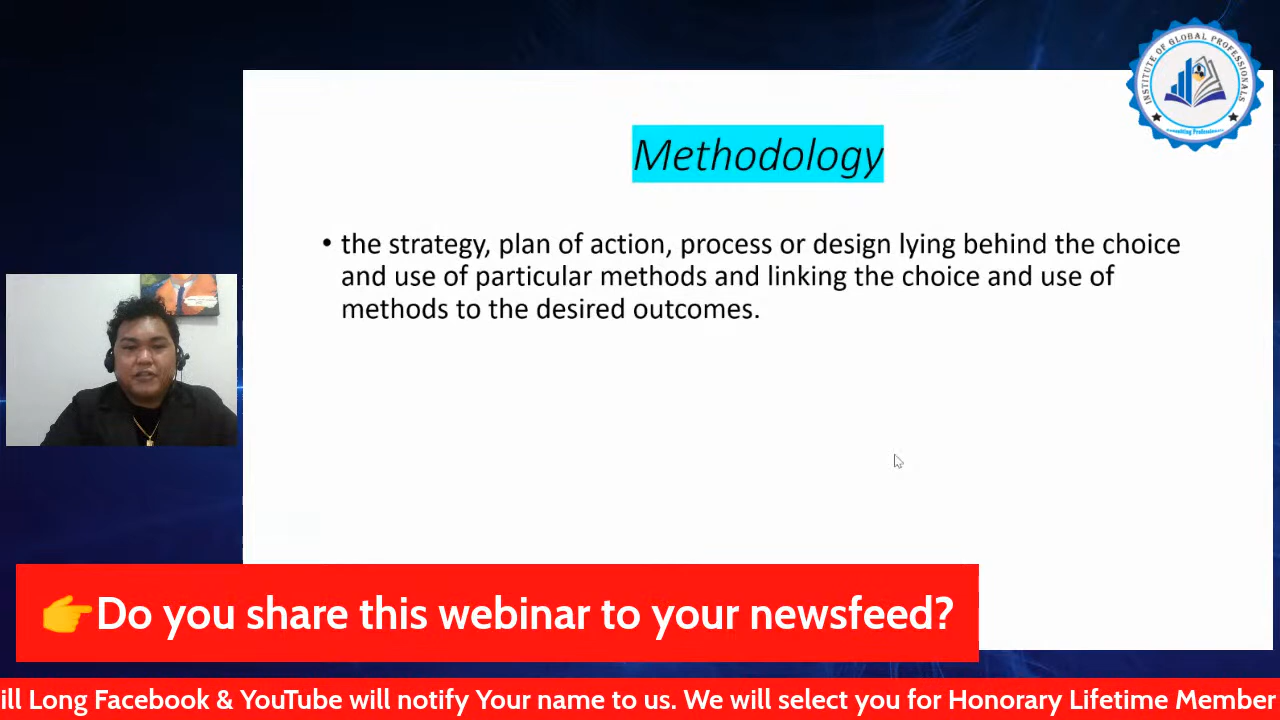 INSTITUTE OF GLOBAL PROFESSIONALS
Consulting Professionals
Methodology
• the strategy, plan of action, process or design lying behind the choice
and use of particular methods and linking the choice and use of
methods to the desired outcomes.
👉Do you share this webinar to your newsfeed?
ill Long Facebook & YouTube will notify Your name to us. We will select you for Honorary Lifetime Member